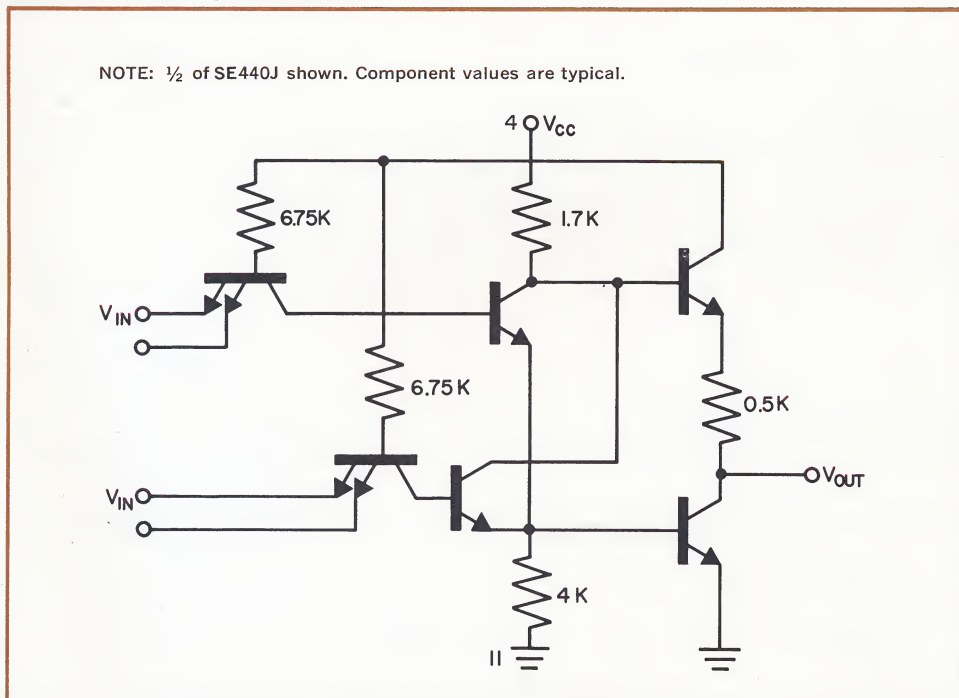 NOTE: ½ of SE440J shown. Component values are typical.
4 VCC
6.75K
1.7K
VIN
6.75K
0.5K
VIN
VOUT
4K
11